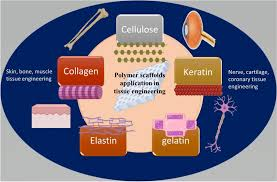 Cellulose
Collagen
Keratin
Skin, bone, muscle
tissue engineering
Polymer scaffolds
application in
tissue engineering
Nerve, cartilage,
coronary tissue
engineering
Elastin
gelatin